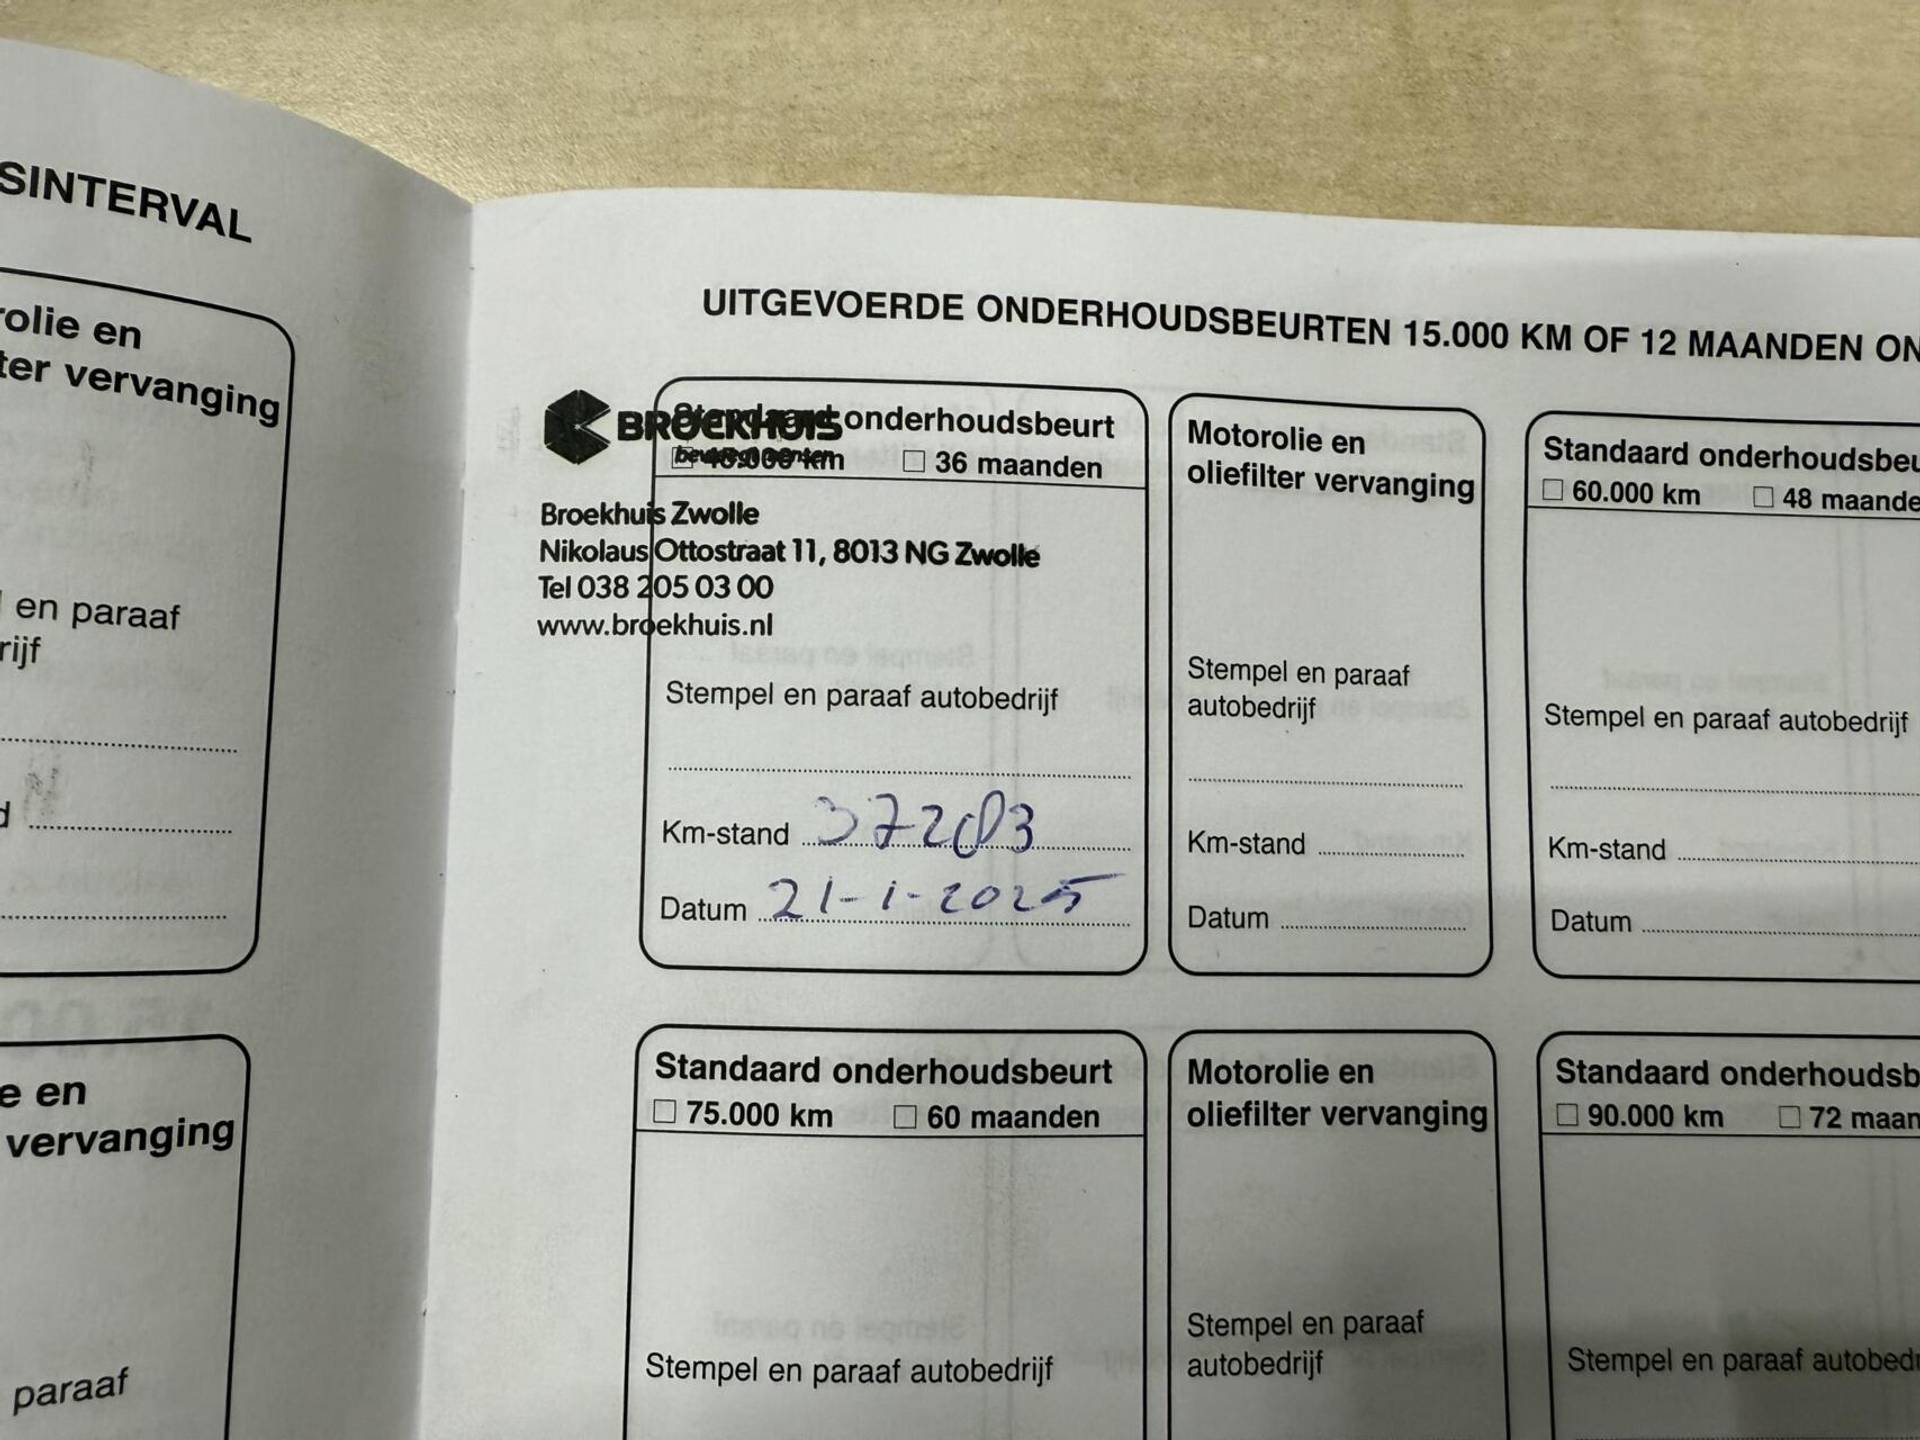 SINTERVAL
rolie en
ter vervanging
en paraaf
rijf
d
e en
vervanging
paraaf
UITGEVOERDE ONDERHOUDSBEURTEN 15.000 KM OF 12 MAANDEN ON
BROEKHUIS
Standaard onderhoudsbeurt
km
☐ 36 maanden
Broekhuis Zwolle
Nikolaus Ottostraat 11, 8013 NG Zwolle
Tel 038 205 03 00
www.broekhuis.nl
Stempel en paraaf autobedrijf
Km-stand
Datum 21-1-2025
Motorolie en
oliefilter vervanging
Stempel en paraaf
autobedrijf
Km-stand
Datum
Standaard onderhoudsbeu
☐ 60.000 km ☐ 48 maande
Stempel en paraaf autobedrijf
Km-stand
Datum
Standaard onderhoudsbeurt
☐ 75.000 km ☐ 60 maanden
Stempel en paraaf autobedrijf
Motorolie en
oliefilter vervanging
Stempel en paraaf
autobedrijf
Standaard onderhoudsb
☐ 90.000 km ☐ 72 maan
Stempel en paraaf autobedr